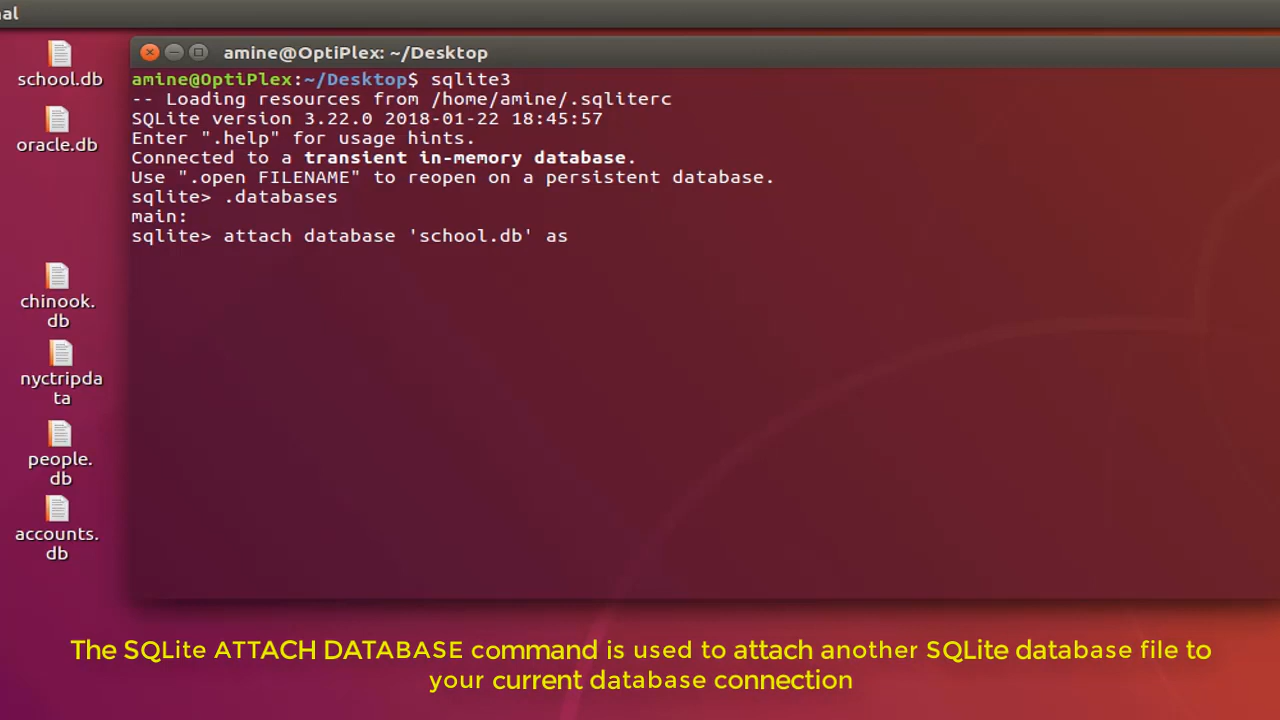 al
school.db
oracle.db
chinook.
db
nyctripda
ta
people.
db
accounts.
db
amine@OptiPlex: ~/Desktop
amine@OptiPlex:~/Desktop$ sqlite3
-- Loading resources from /home/amine/.sqliterc
SQLite version 3.22.0 2018-01-22 18:45:57
Enter ".help" for usage hints.
Connected to a transient in-memory database.
Use ".open FILENAME" to reopen on a persistent database.
sqlite> .databases
main:
sqlite> attach database 'school.db' as
The SQLite ATTACH DATABASE command is used to attach another SQLite database file to
your current database connection